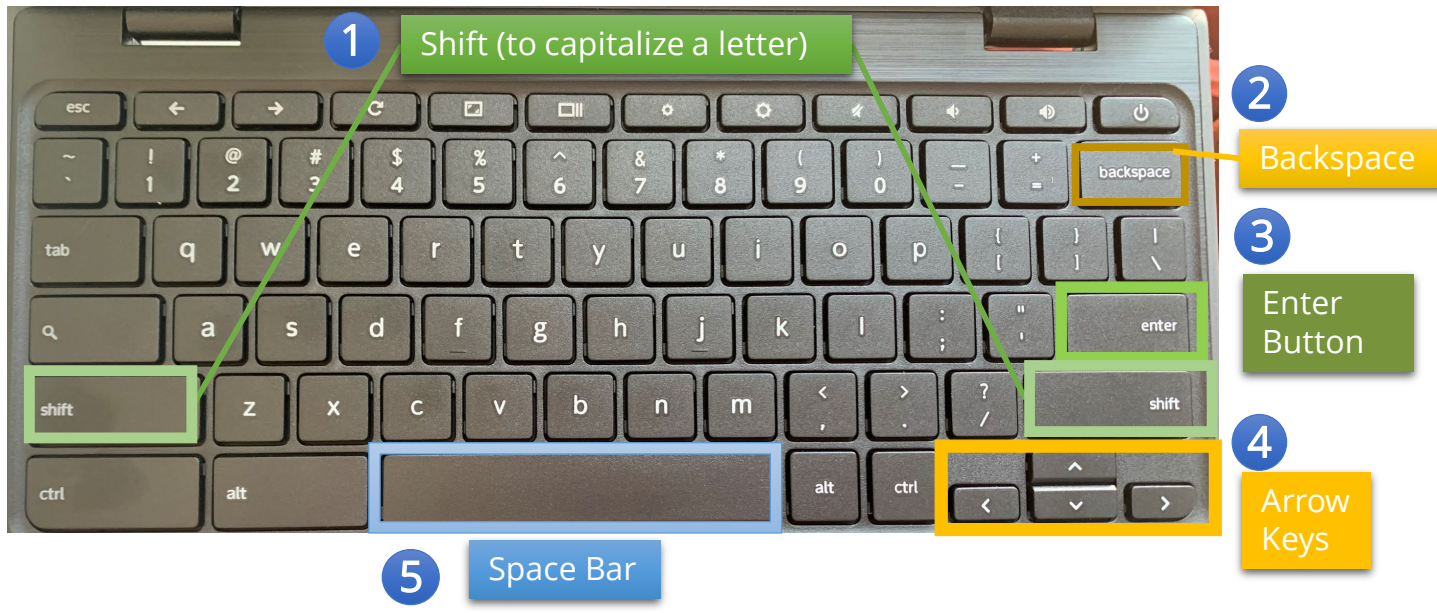 1 Shift (to capitalize a letter)
2
Backspace
3
Enter
Button
4
Arrow
Keys
5 Space Bar
esc
~ ! @ # $ % ^ & * ( ) _ +
` 1 2 3 4 5 6 7 8 9 0 - = backspace
tab q w e r t y u i o p { } |
[ ] \
a s d f g h j k l : " enter
; '
shift z x c v b n m < > ? shift
, . /
ctrl alt alt ctrl